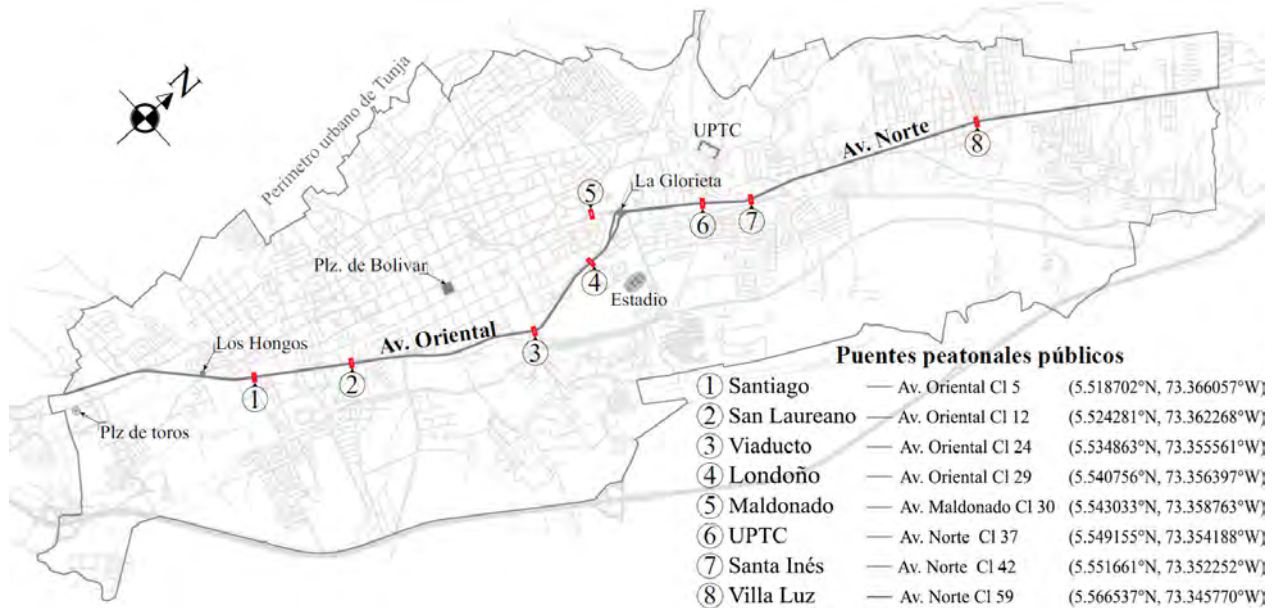 N
Perímetro urbano de Tunja
UPTC
Av. Norte
8
5
La Glorieta
6
7
Plz. de Bolivar
4
Estadio
Los Hongos
Av. Oriental
3
2
1
Plz de toros
Puentes peatonales públicos
1 Santiago — Av. Oriental Cl 5 (5.518702°N, 73.366057°W)
2 San Laureano — Av. Oriental Cl 12 (5.524281°N, 73.362268°W)
3 Viaducto — Av. Oriental Cl 24 (5.534863°N, 73.355561°W)
4 Londoño — Av. Oriental Cl 29 (5.540756°N, 73.356397°W)
5 Maldonado — Av. Maldonado Cl 30 (5.543033°N, 73.358763°W)
6 UPTC — Av. Norte Cl 37 (5.549155°N, 73.354188°W)
7 Santa Inés — Av. Norte Cl 42 (5.551661°N, 73.352252°W)
8 Villa Luz — Av. Norte Cl 59 (5.566537°N, 73.345770°W)